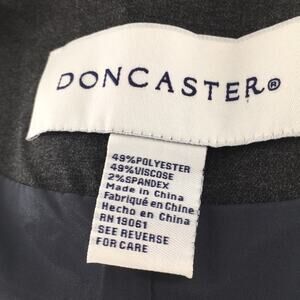 DONCASTER®
49%POLYESTER
49%VISCOSE
2%SPANDEX
Made in China
Fabriqué en Chine
Hecho en China
RN 19061
SEE REVERSE
FOR CARE